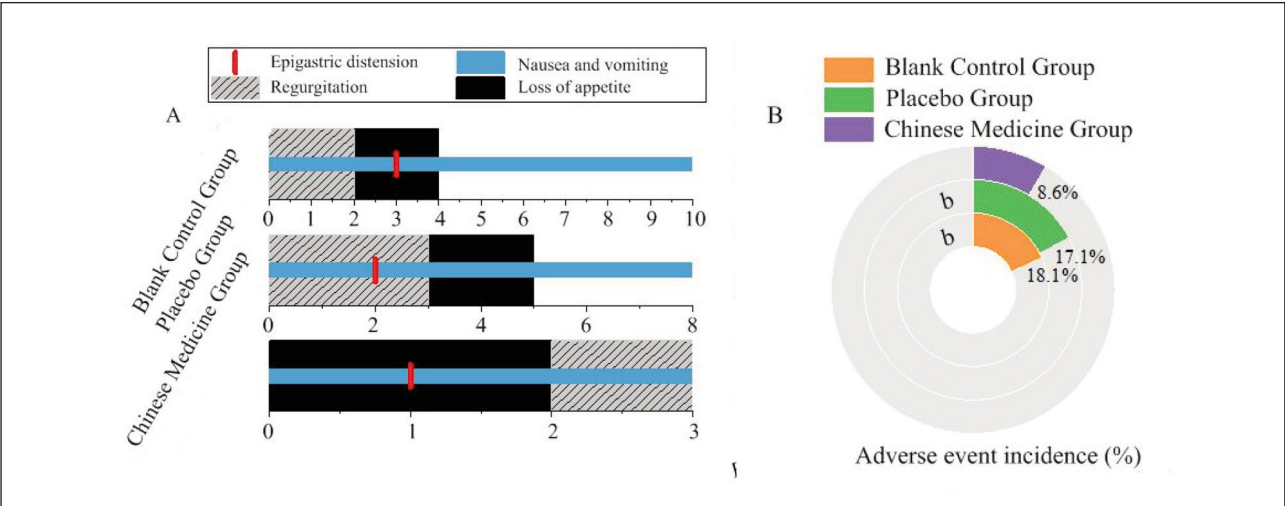 Epigastric distension
Nausea and vomiting
Regurgitation
Loss of appetite
A
Blank Control Group
Placebo Group
Chinese Medicine Group
0 1 2 3 4 5 6 7 8 9 10
0 2 4 6 8
0 1 2 3
Blank Control Group
Placebo Group
Chinese Medicine Group
B
8.6%
b
17.1%
b
18.1%
Adverse event incidence (%)